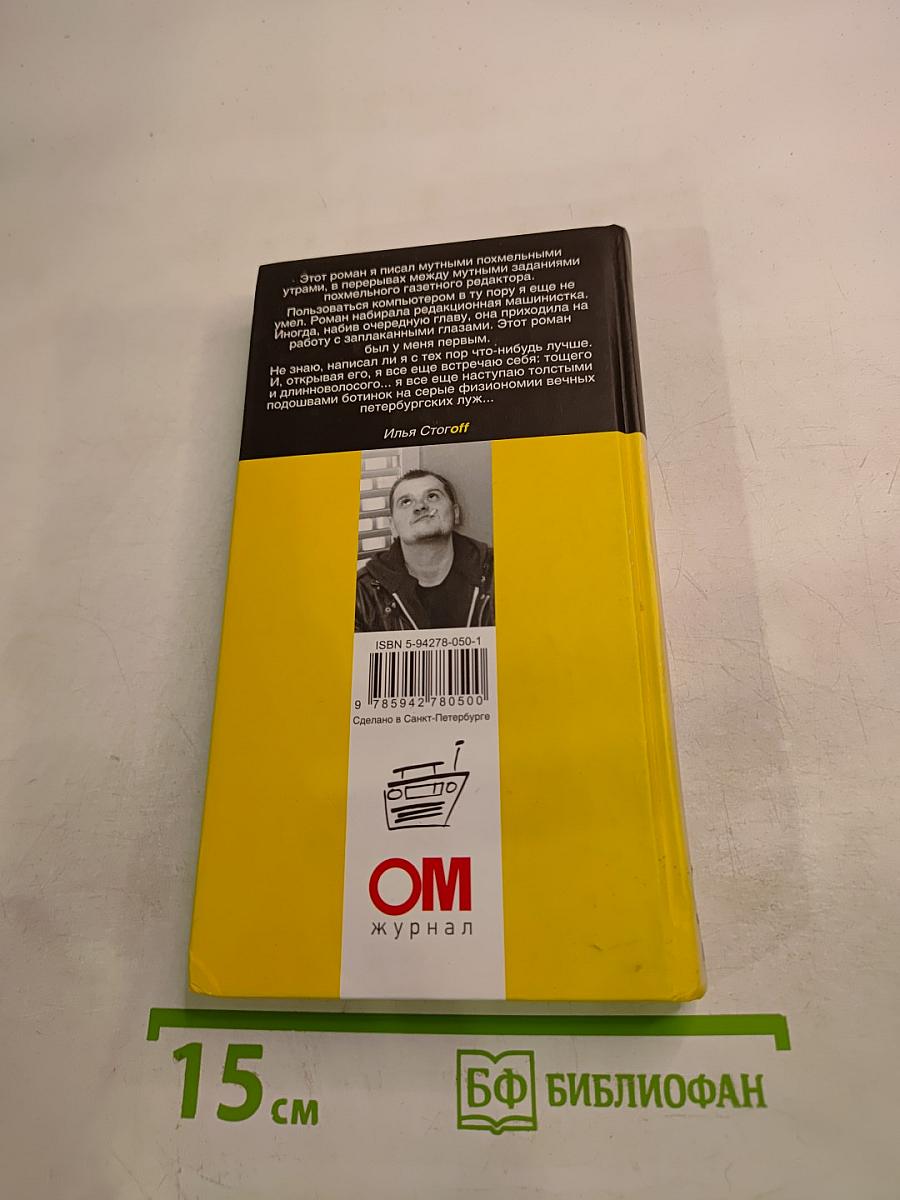 Этот роман я писал мутными похмельными
утрами, в перерывах между мутными заданиями
похмельного газетного редактора.
Пользоваться компьютером в ту пору я еще не
умел. Роман набирала редакционная машинистка.
Иногда, набив очередную главу, она приходила на
работу с заплаканными глазами. Этот роман
был у меня первым.
Не знаю, написал ли я с тех пор что-нибудь лучше.
И, открывая его, я все еще встречаю себя: тощего
и длинноволосого... я все еще наступаю толстыми
подошвами ботинок на серые физиономии вечных
петербургских луж...
Илья Стогoff
ISBN 5-94278-050-1
9 785942 780500
Сделано в Санкт-Петербурге
ОМ
журнал
15 см
БФ БИБЛИОФАН